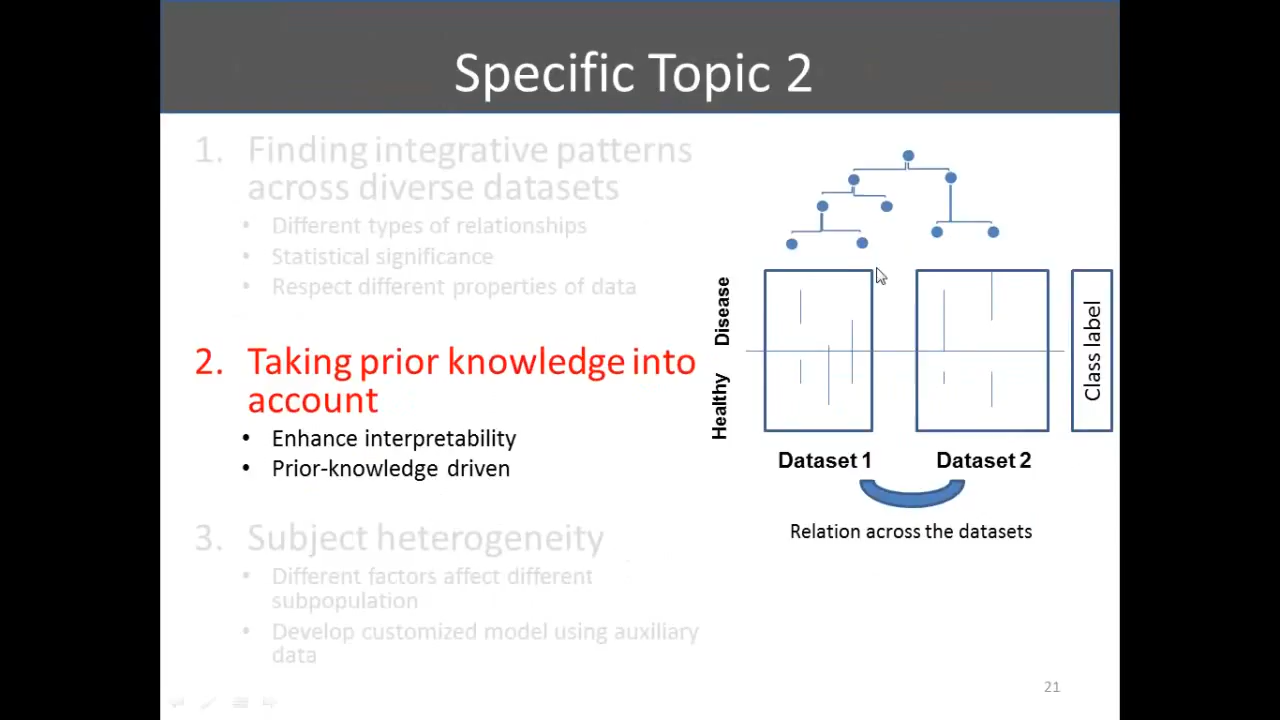 Specific Topic 2
1. Finding integrative patterns
across diverse datasets
• Different types of relationships
• Statistical significance
• Respect different properties of data
2. Taking prior knowledge into
account
• Enhance interpretability
• Prior-knowledge driven
3. Subject heterogeneity
• Different factors affect different
subpopulation
• Develop customized model using auxiliary
data
Disease
Healthy
Class label
Dataset 1
Dataset 2
Relation across the datasets
21